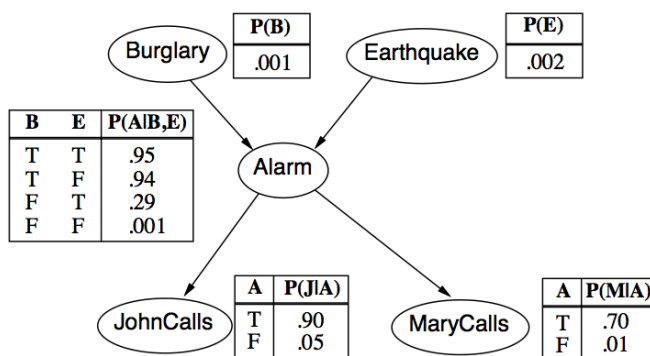 Burglary
P(B)
.001
Earthquake
P(E)
.002
B E P(A|B,E)
T T .95
T F .94
F T .29
F F .001
Alarm
JohnCalls
A P(J|A)
T .90
F .05
MaryCalls
A P(M|A)
T .70
F .01